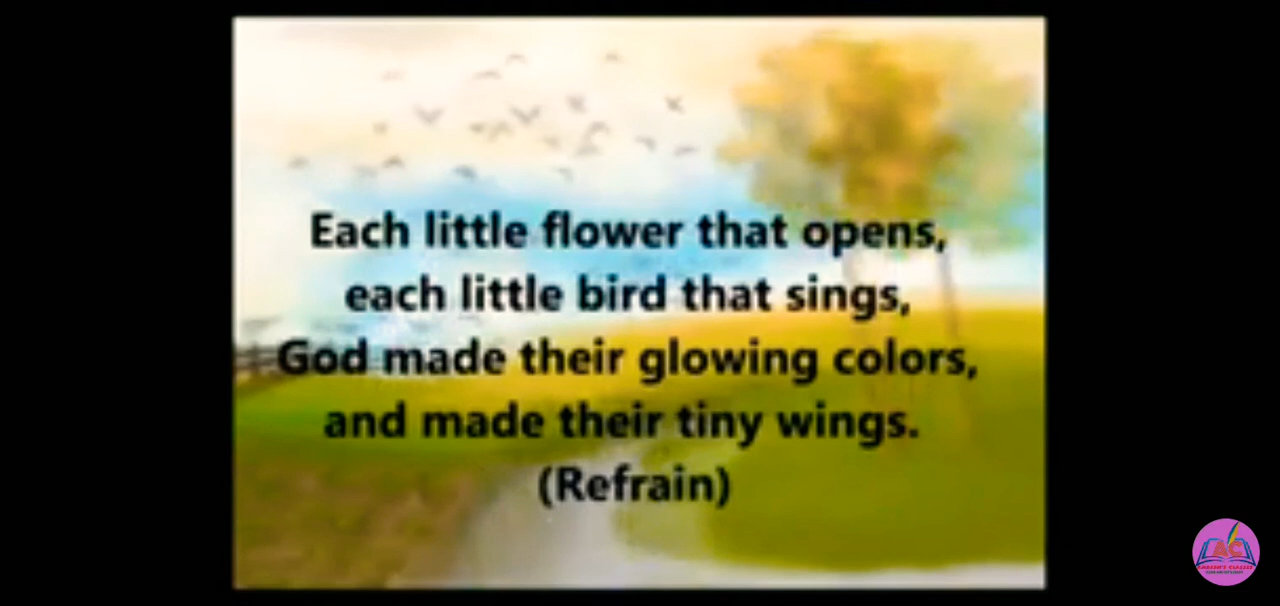 Each little flower that opens,
each little bird that sings,
God made their glowing colors,
and made their tiny wings.
(Refrain)
AC